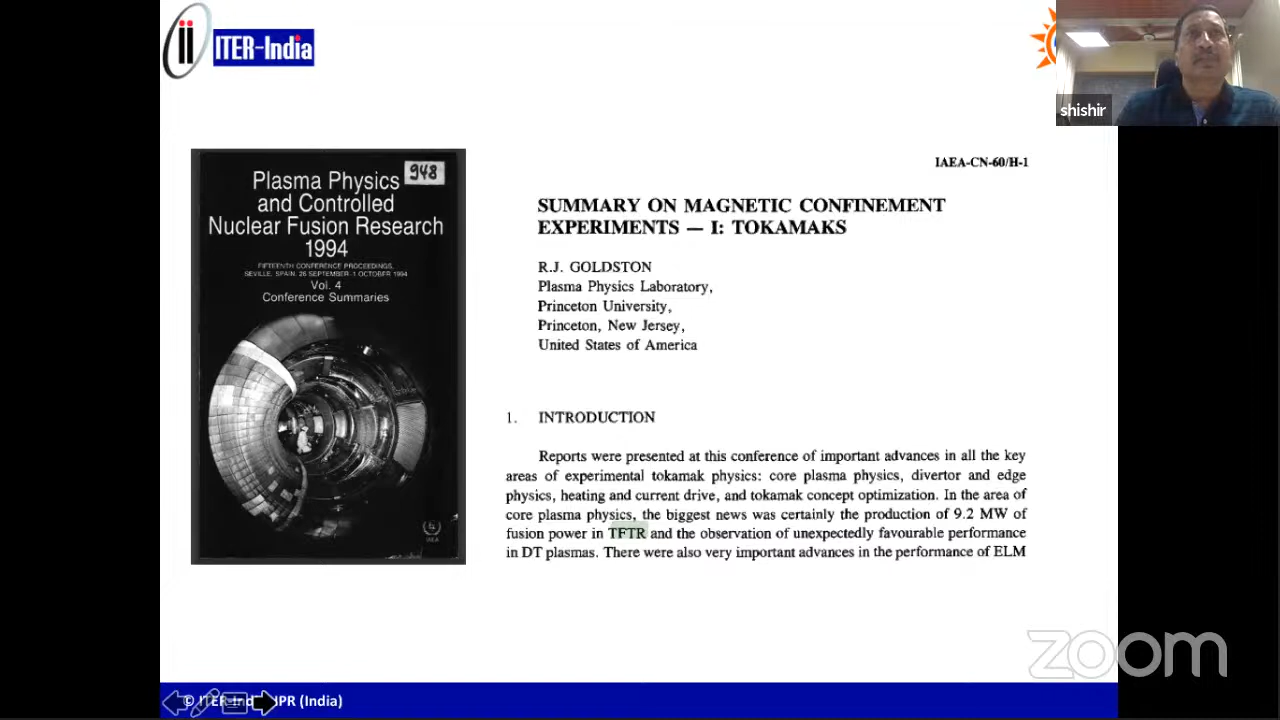 ITER-India
shishir
948
Plasma Physics
and Controlled
Nuclear Fusion Research
1994
FIFTEENTH CONFERENCE PROCEEDINGS,
SEVILLE, SPAIN, 26 SEPTEMBER–1 OCTOBER 1994
Vol. 4
Conference Summaries
IAEA
IAEA-CN-60/H-1
SUMMARY ON MAGNETIC CONFINEMENT
EXPERIMENTS — I: TOKAMAKS
R.J. GOLDSTON
Plasma Physics Laboratory,
Princeton University,
Princeton, New Jersey,
United States of America
1. INTRODUCTION
Reports were presented at this conference of important advances in all the key
areas of experimental tokamak physics: core plasma physics, divertor and edge
physics, heating and current drive, and tokamak concept optimization. In the area of
core plasma physics, the biggest news was certainly the production of 9.2 MW of
fusion power in TFTR and the observation of unexpectedly favourable performance
in DT plasmas. There were also very important advances in the performance of ELM
zoom
© ITER-India, IPR (India)